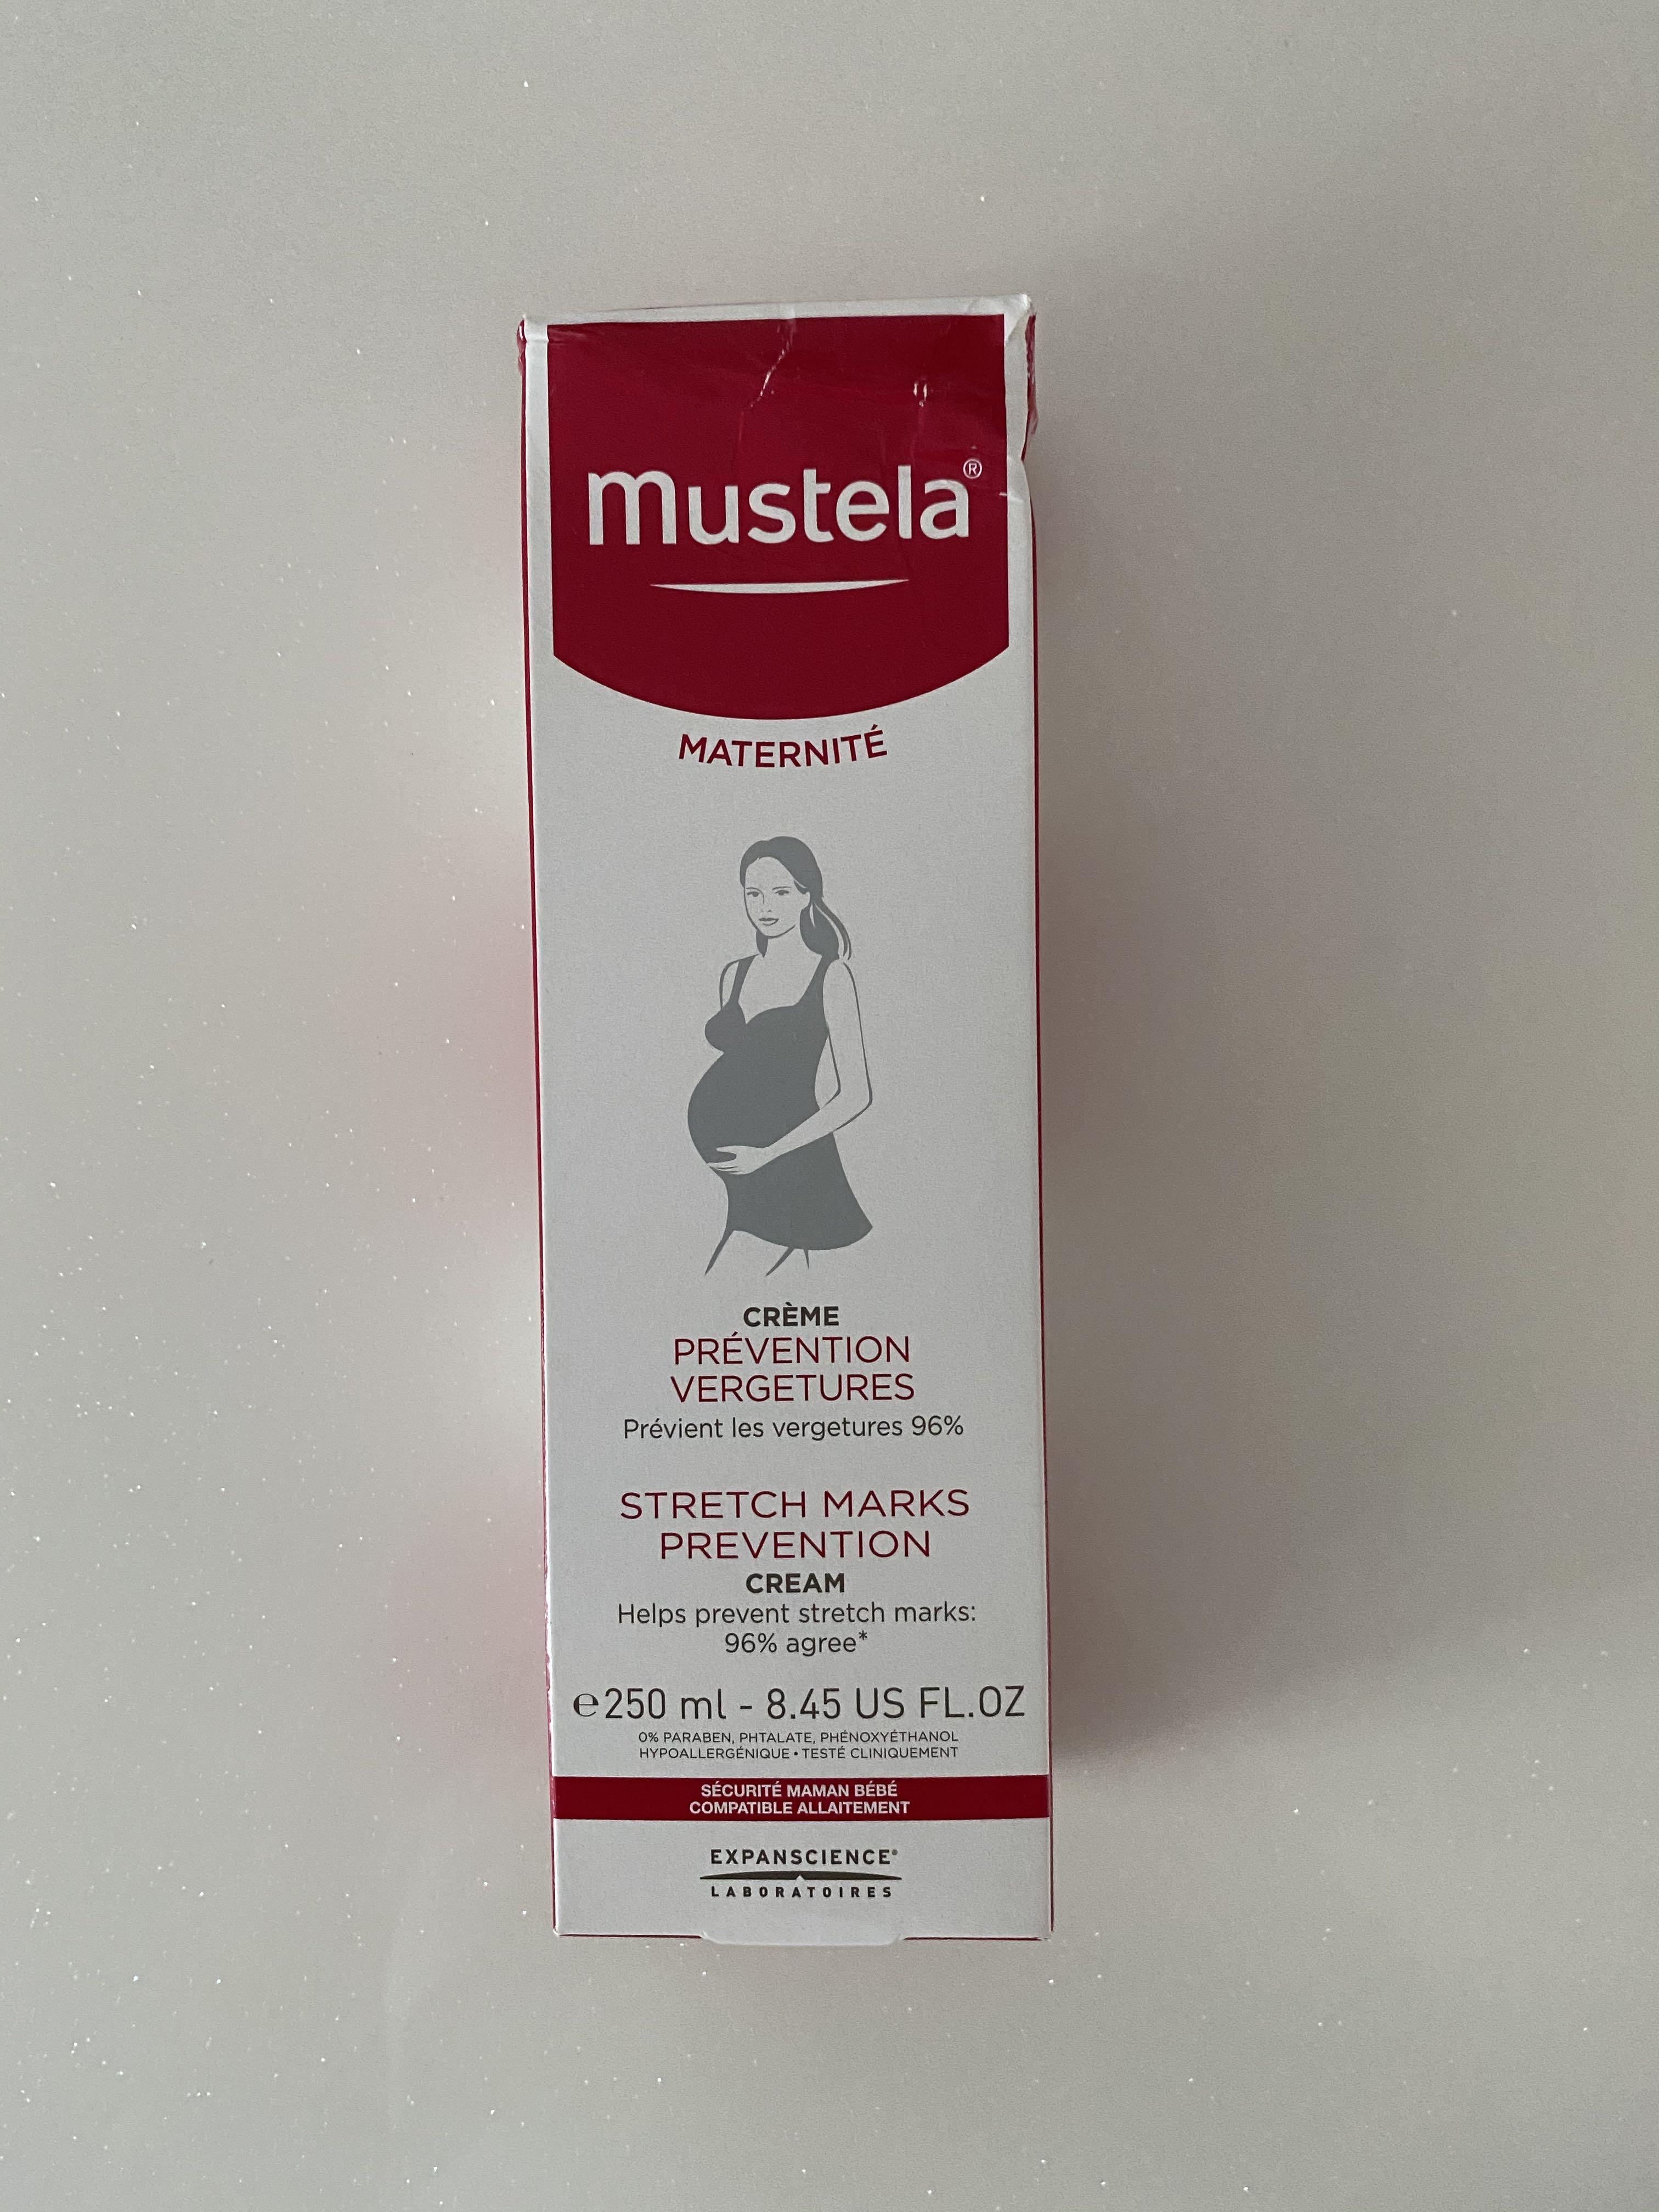 mustela®
MATERNITÉ
CRÈME
PRÉVENTION
VERGETURES
Prévient les vergetures 96%
STRETCH MARKS
PREVENTION
CREAM
Helps prevent stretch marks:
96% agree*
℮250 ml - 8.45 US FL.OZ
0% PARABEN, PHTALATE, PHÉNOXYÉTHANOL
HYPOALLERGÉNIQUE • TESTÉ CLINIQUEMENT
SÉCURITÉ MAMAN BÉBÉ
COMPATIBLE ALLAITEMENT
EXPANSCIENCE®
LABORATOIRES